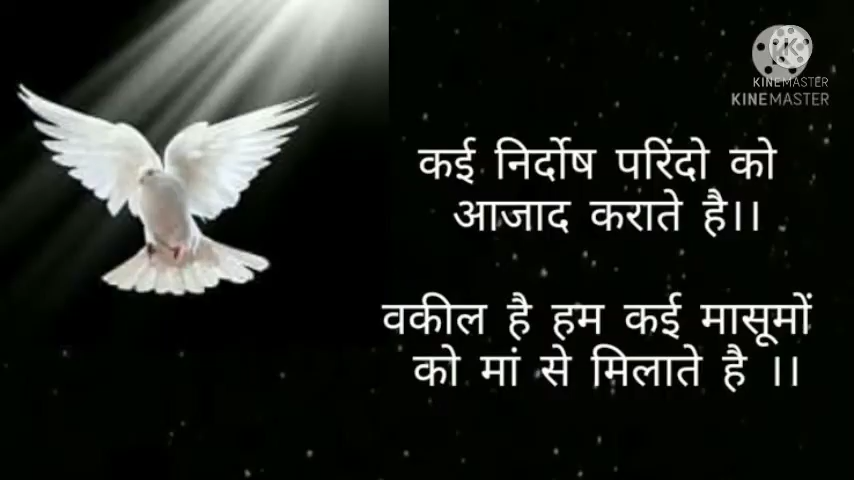 KINEMASTER
KINEMASTER
कई निर्दोष परिंदो को
आजाद कराते है।।
वकील है हम कई मासूमों
को मां से मिलाते है ।।